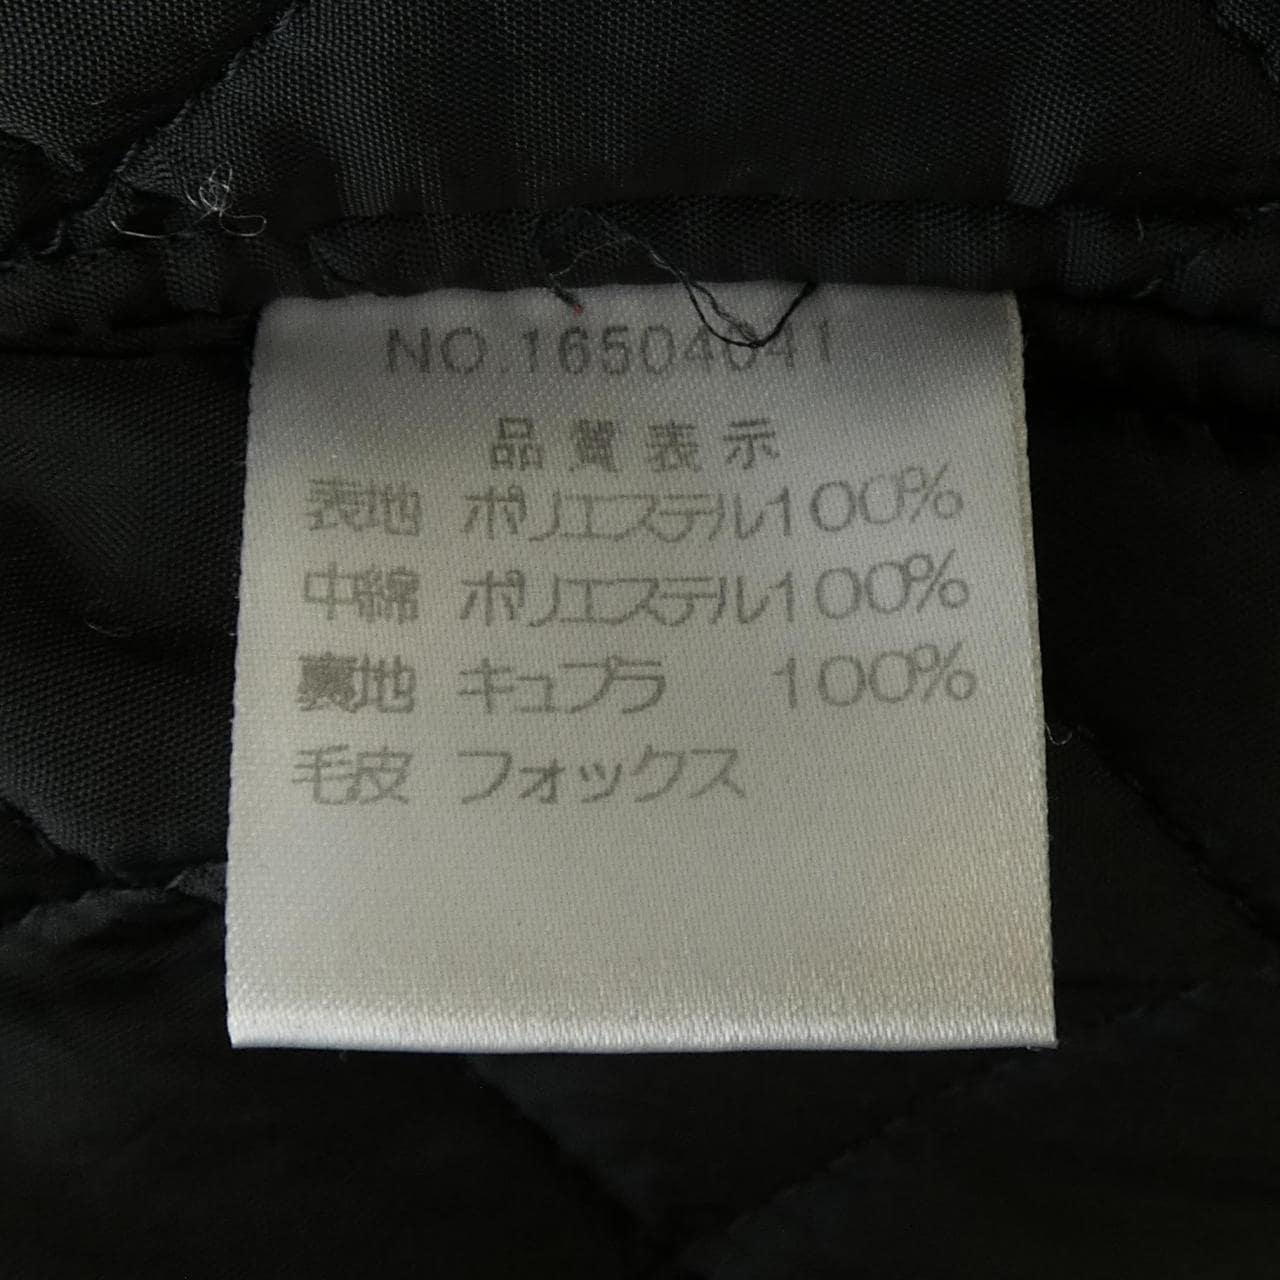 NO.16504041
品質表示
表地 ポリエステル100%
中綿 ポリエステル100%
裏地 キュプラ 100%
毛皮 フォックス